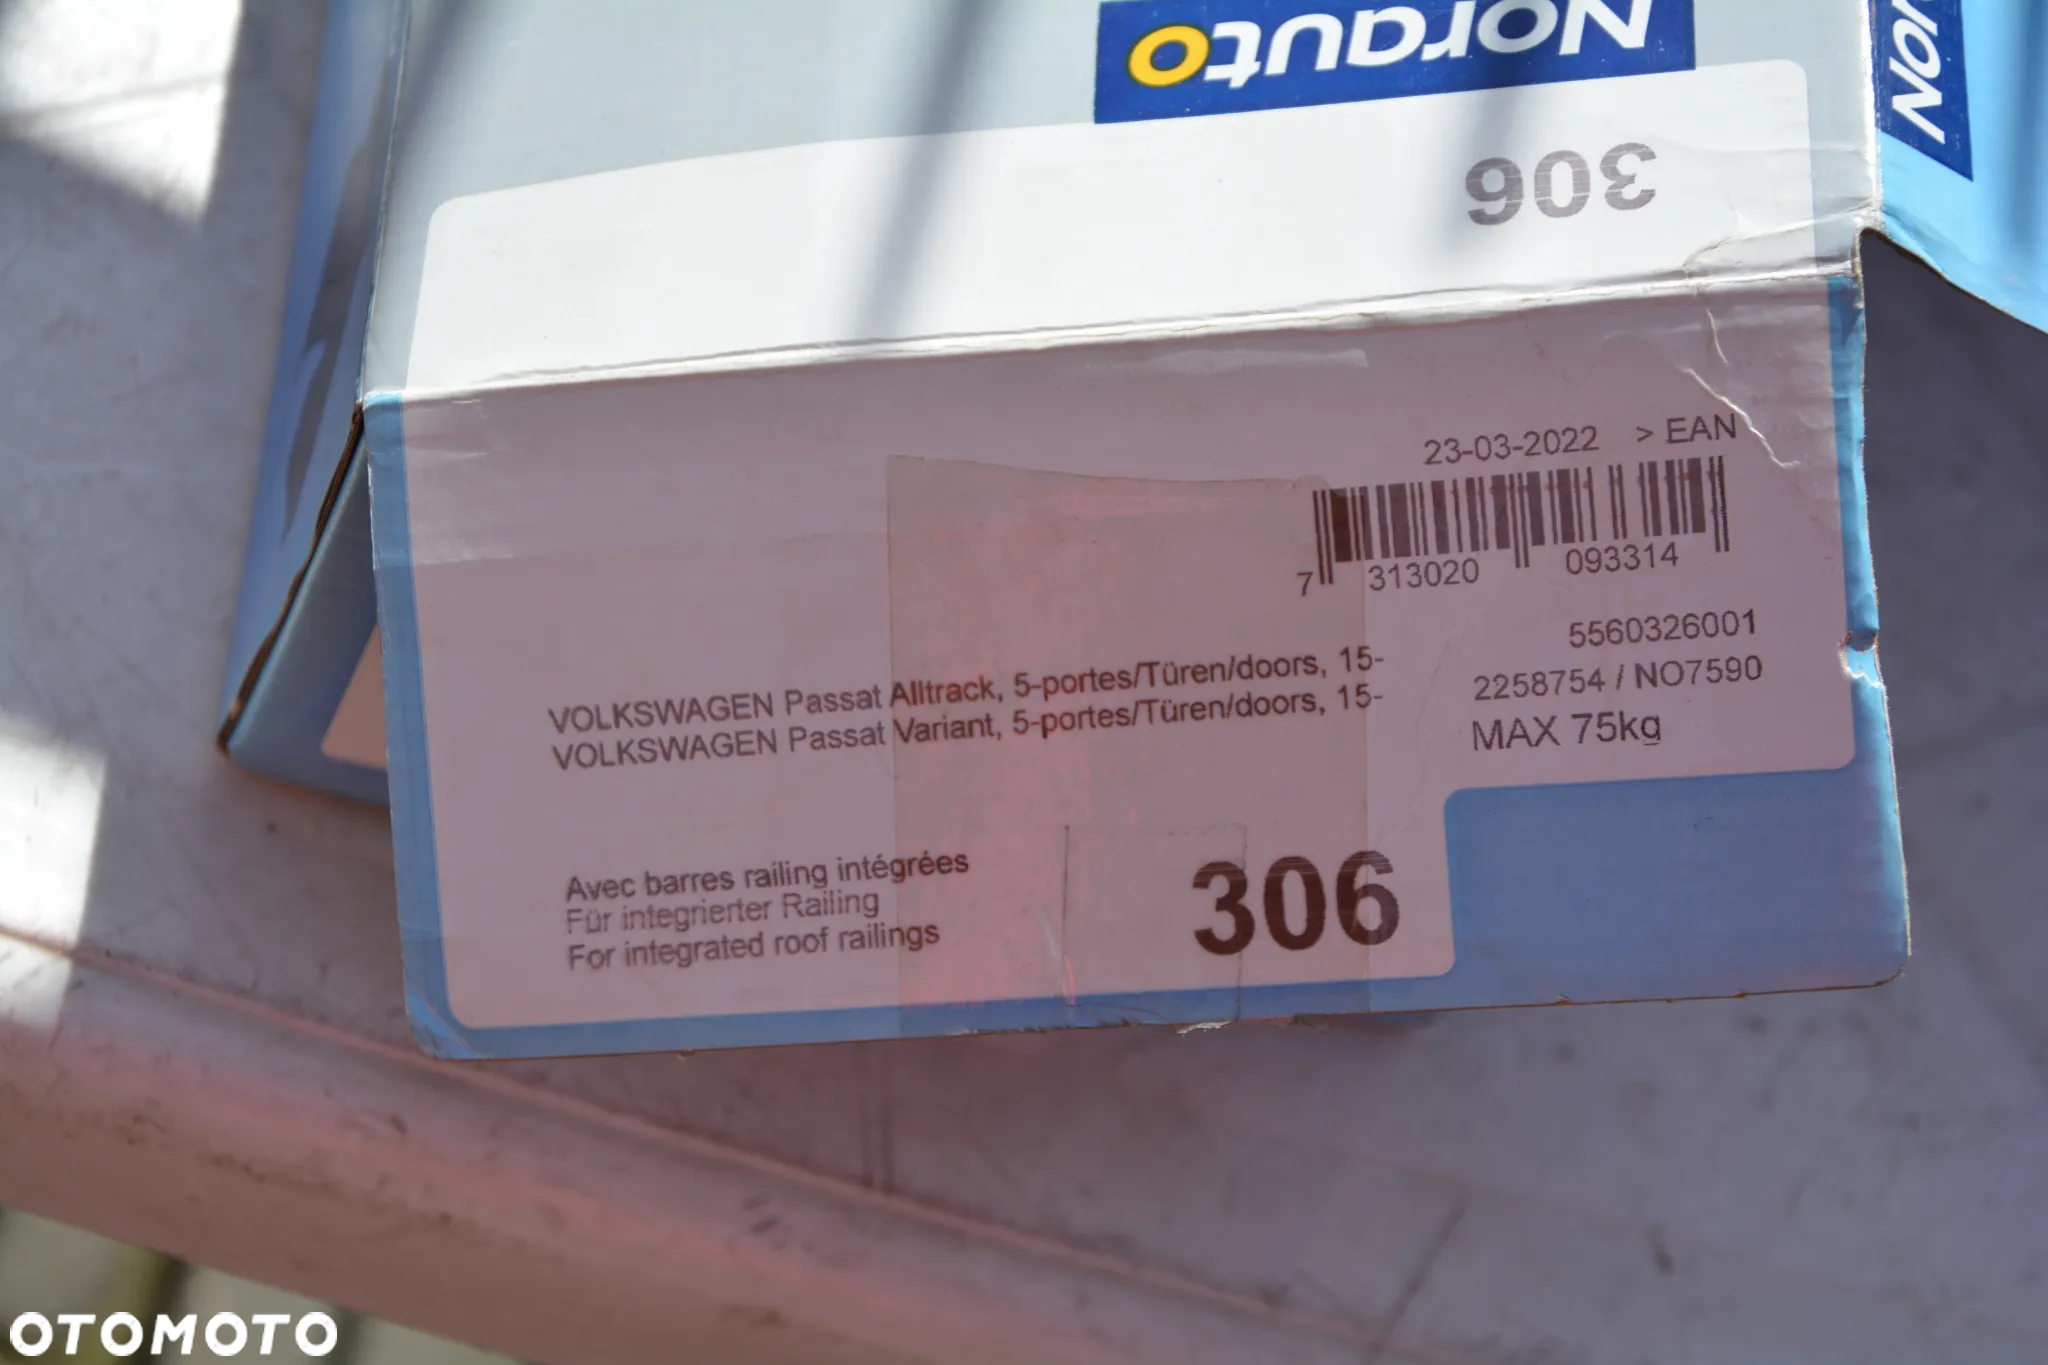 Norauto
306
23-03-2022 > EAN
7 313020 093314
5560326001
2258754 / NO7590
MAX 75kg
VOLKSWAGEN Passat Alltrack, 5-portes/Türen/doors, 15-
VOLKSWAGEN Passat Variant, 5-portes/Türen/doors, 15-
Avec barres railing intégrées
Für integrierter Railing
For integrated roof railings
306
OTOMOTO